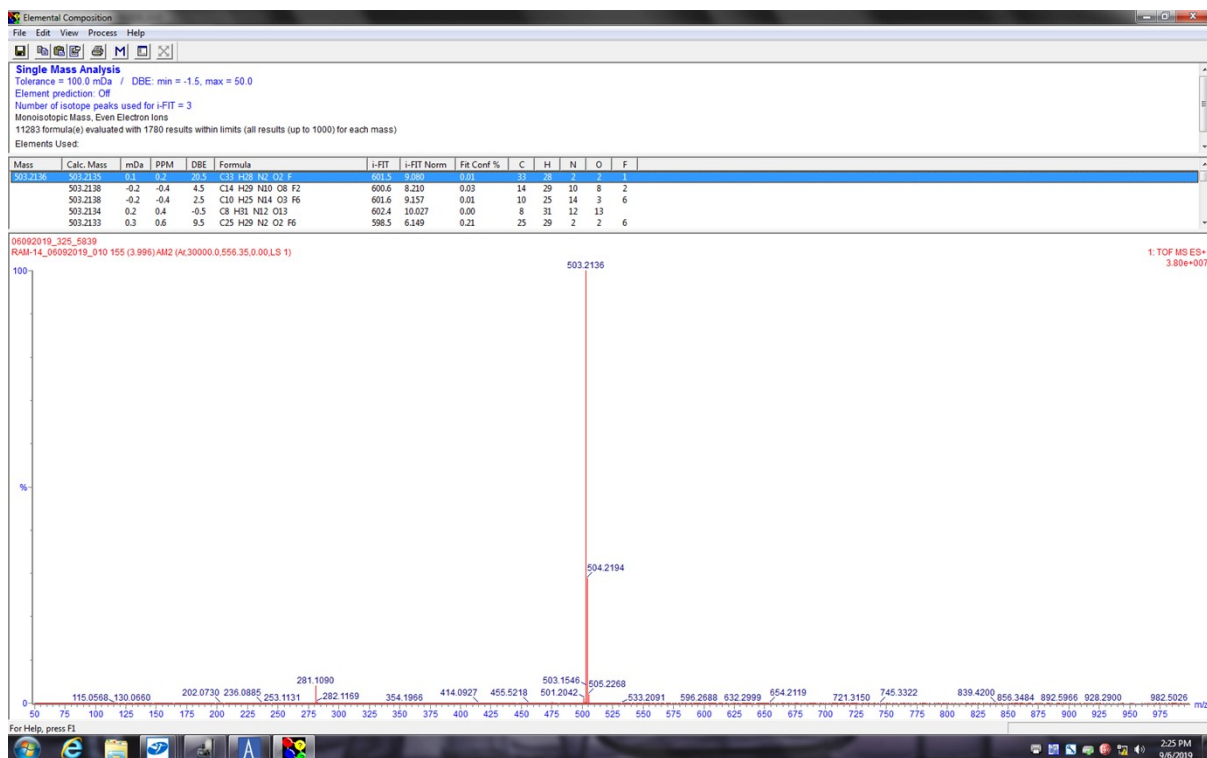 Elemental Composition
File Edit View Process Help
Single Mass Analysis
Tolerance = 100.0 mDa / DBE: min = -1.5, max = 50.0
Element prediction: Off
Number of isotope peaks used for i-FIT = 3
Monoisotopic Mass, Even Electron Ions
11283 formula(e) evaluated with 1780 results within limits (all results (up to 1000) for each mass)
Elements Used:
Mass Calc. Mass mDa PPM DBE Formula i-FIT i-FIT Norm Fit Conf % C H N O F
503.2136 503.2135 0.1 0.2 20.5 C33 H28 N2 O2 F 601.5 9.080 0.01 33 28 2 2 1
503.2138 -0.2 -0.4 4.5 C14 H29 N10 O8 F2 600.6 8.210 0.03 14 29 10 8 2
503.2138 -0.2 -0.4 2.5 C10 H25 N14 O3 F6 601.6 9.157 0.01 10 25 14 3 6
503.2134 0.2 0.4 -0.5 C8 H31 N12 O13 602.4 10.027 0.00 8 31 12 13
503.2133 0.3 0.6 9.5 C25 H29 N2 O2 F6 598.5 6.149 0.21 25 29 2 2 6
06092019_325_5839
RAM-14_06092019_010 155 (3.996) AM2 (Ar,30000.0,556.35,0.00,LS 1)
1: TOF MS ES+
3.80e+007
100
503.2136
%
504.2194
281.1090
503.1546
505.2268
115.0568 130.0660 202.0730 236.0885 253.1131 282.1169 354.1966 414.0927 455.5218 501.2042 533.2091 596.2688 632.2999 654.2119 721.3150 745.3322 839.4200 856.3484 892.5966 928.2900 982.5026
0
m/z
50 75 100 125 150 175 200 225 250 275 300 325 350 375 400 425 450 475 500 525 550 575 600 625 650 675 700 725 750 775 800 825 850 875 900 925 950 975
For Help, press F1
2:25 PM
9/6/2019